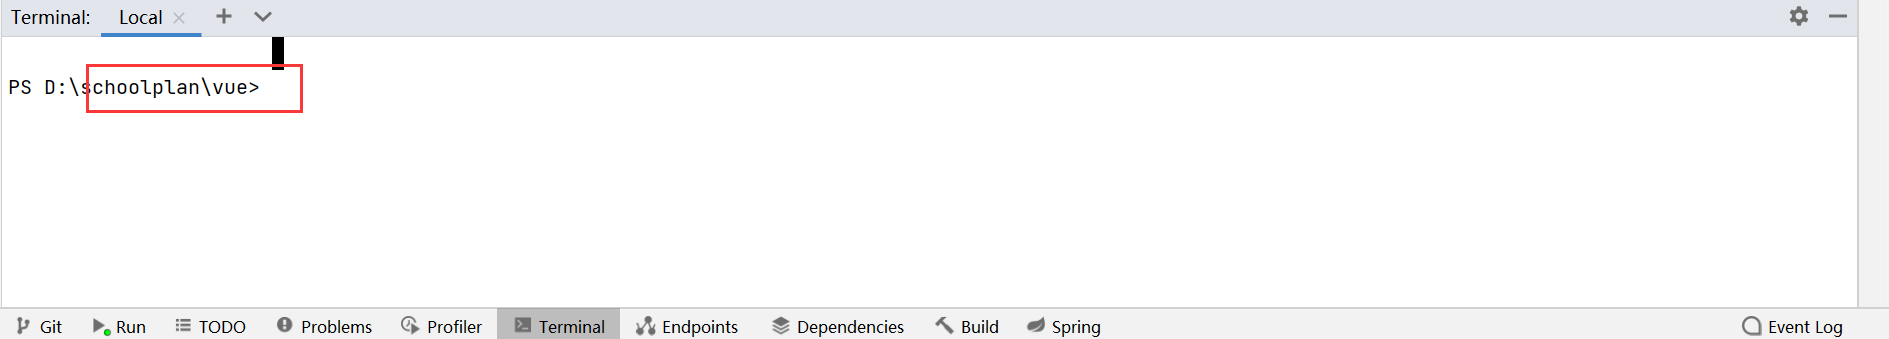 Terminal: Local
PS D:\schoolplan\vue>
Git Run TODO Problems Profiler Terminal Endpoints Dependencies Build Spring Event Log